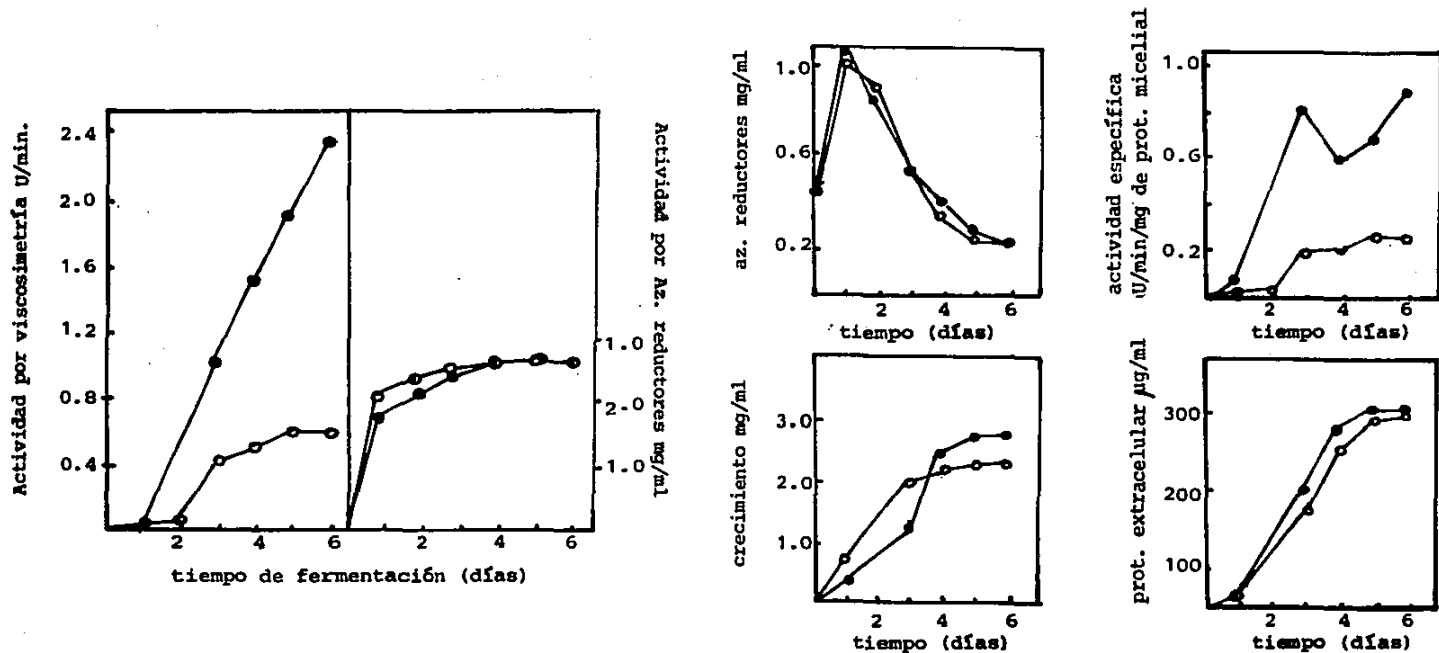 Actividad por viscosimetría U/min.
2.4
2.0
1.6
1.2
0.8
0.4
2 4 6 2 4 6
tiempo de fermentación (días)
Actividad por Az. reductores mg/ml
1.0
2.0
1.0
az. reductores mg/ml
1.0
0.6
0.2
2 4 6
tiempo (días)
actividad específica
U/min/mg de prot. micelial
1.0
0.6
0.2
2 4 6
tiempo (días)
crecimiento mg/ml
3.0
2.0
1.0
2 4 6
tiempo (días)
prot. extracelular µg/ml
300
200
100
2 4 6
tiempo (días)